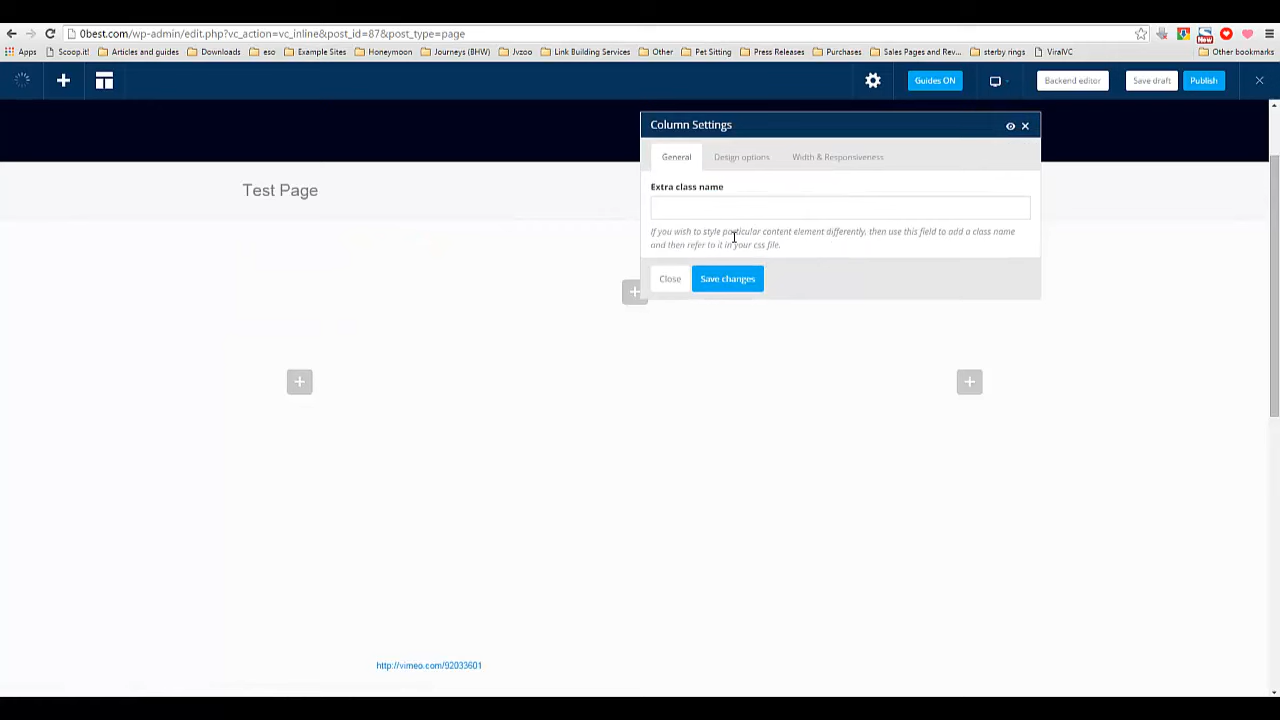 0best.com/wp-admin/edit.php?vc_action=vc_inline&post_id=87&post_type=page
Apps Scoop.it! Articles and guides Downloads eso Example Sites Honeymoon Journeys (BHW) Jvzoo Link Building Services Other Pet Sitting Press Releases Purchases Sales Pages and Rev... sterby rings ViralVC Other bookmarks
Guides ON Backend editor Save draft Publish
Column Settings
General Design options Width & Responsiveness
Test Page
Extra class name
If you wish to style particular content element differently, then use this field to add a class name
and then refer to it in your css file.
Close Save changes
http://vimeo.com/92033601